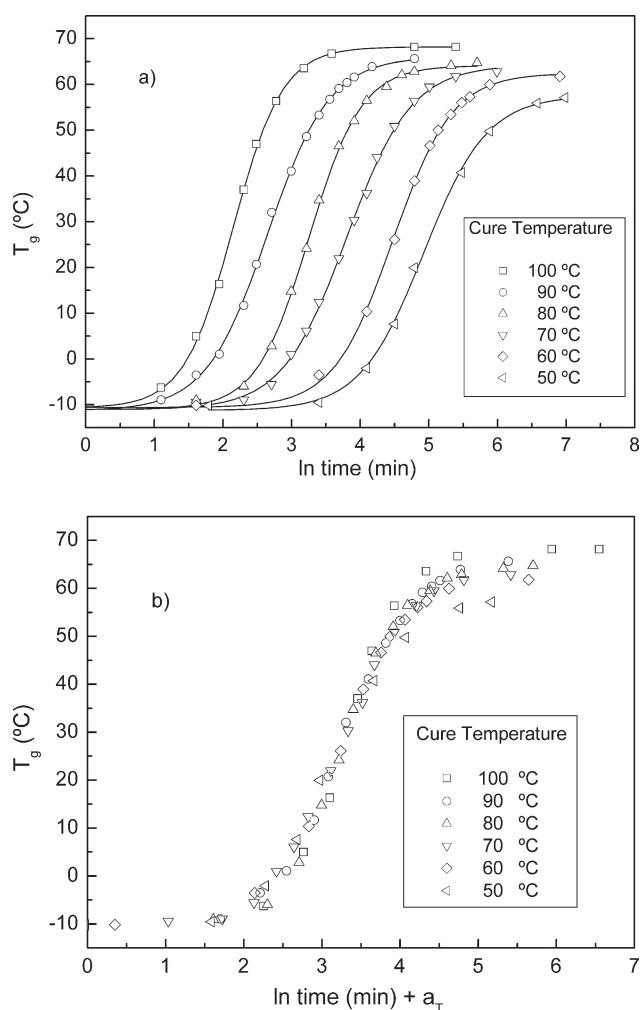 70
60
50
40
30
20
10
0
-10
a)
Tg (ºC)
Cure Temperature
100 ºC
90 ºC
80 ºC
70 ºC
60 ºC
50 ºC
0 1 2 3 4 5 6 7 8
ln time (min)
70
60
50
40
30
20
10
0
-10
b)
Tg (ºC)
Cure Temperature
100 ºC
90 ºC
80 ºC
70 ºC
60 ºC
50 ºC
0 1 2 3 4 5 6 7
ln time (min) + aT